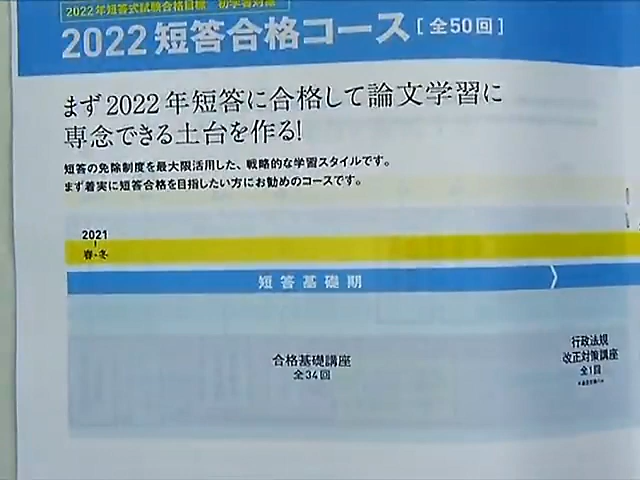 2022年短答式試験合格目標 初学者対象
2022短答合格コース[全50回]
まず2022年短答に合格して論文学習に
専念できる土台を作る!
短答の免除制度を最大限活用した、戦略的な学習スタイルです。
まず着実に短答合格を目指したい方にお勧めのコースです。
2021
春・冬
短答基礎期
合格基礎講座
全34回
行政法規
改正対策講座
全1回